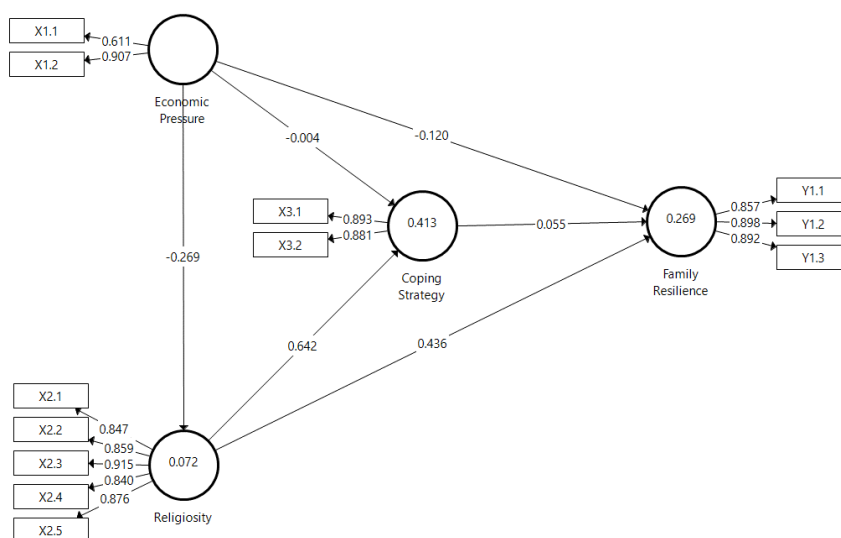 X1.1
0.611
X1.2
0.907
Economic
Pressure
-0.004
-0.120
-0.269
X3.1
0.893
X3.2
0.881
0.413
Coping
Strategy
0.055
0.269
Family
Resilience
0.857
Y1.1
0.898
Y1.2
0.892
Y1.3
0.642
0.436
X2.1
0.847
X2.2
0.859
X2.3
0.915
X2.4
0.840
X2.5
0.876
0.072
Religiosity